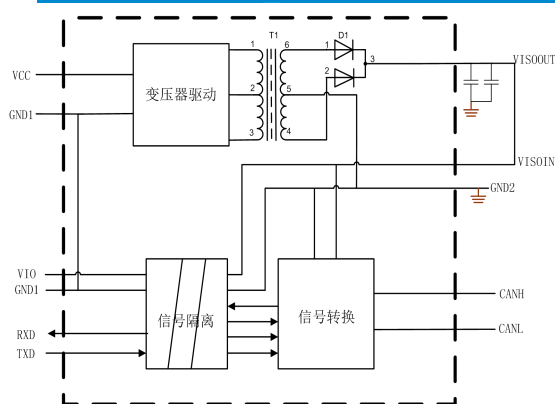 T1
D1
1
6
1
3
VISOOUT
VCC
变压器驱动
2
5
2
GND1
3
4
VISOIN
GND2
VIO
GND1
信号隔离
信号转换
CANH
RXD
CANL
TXD